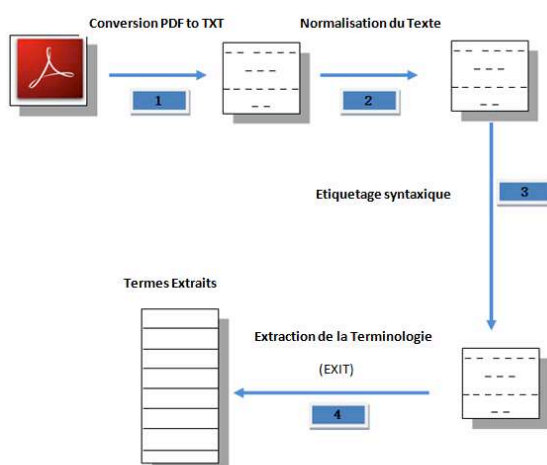 Conversion PDF to TXT
Normalisation du Texte
1
2
Etiquetage syntaxique
3
Termes Extraits
Extraction de la Terminologie
(EXIT)
4